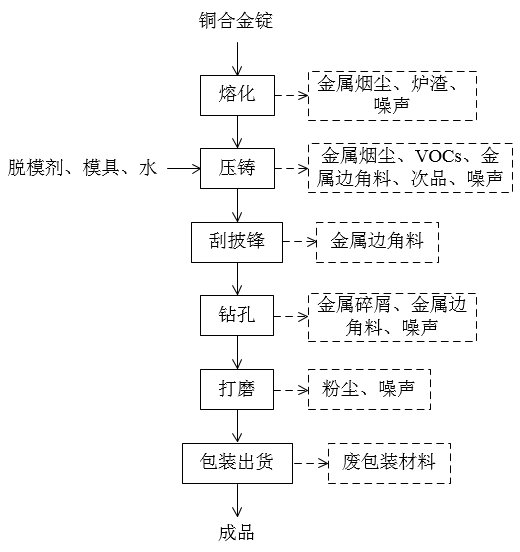 铜合金锭
熔化
金属烟尘、炉渣、
噪声
脱模剂、模具、水
压铸
金属烟尘、VOCs、金
属边角料、次品、噪声
刮披锋
金属边角料
钻孔
金属碎屑、金属边
角料、噪声
打磨
粉尘、噪声
包装出货
废包装材料
成品